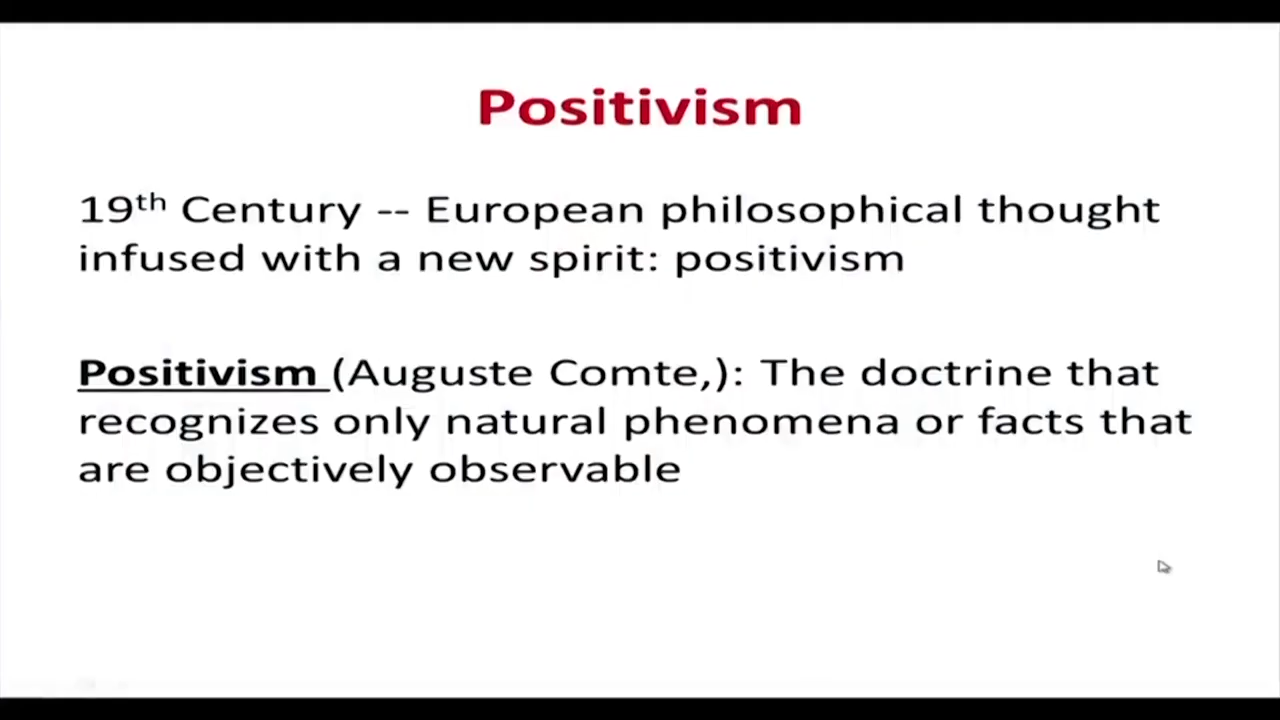 Positivism
19th Century -- European philosophical thought
infused with a new spirit: positivism
Positivism (Auguste Comte,): The doctrine that
recognizes only natural phenomena or facts that
are objectively observable